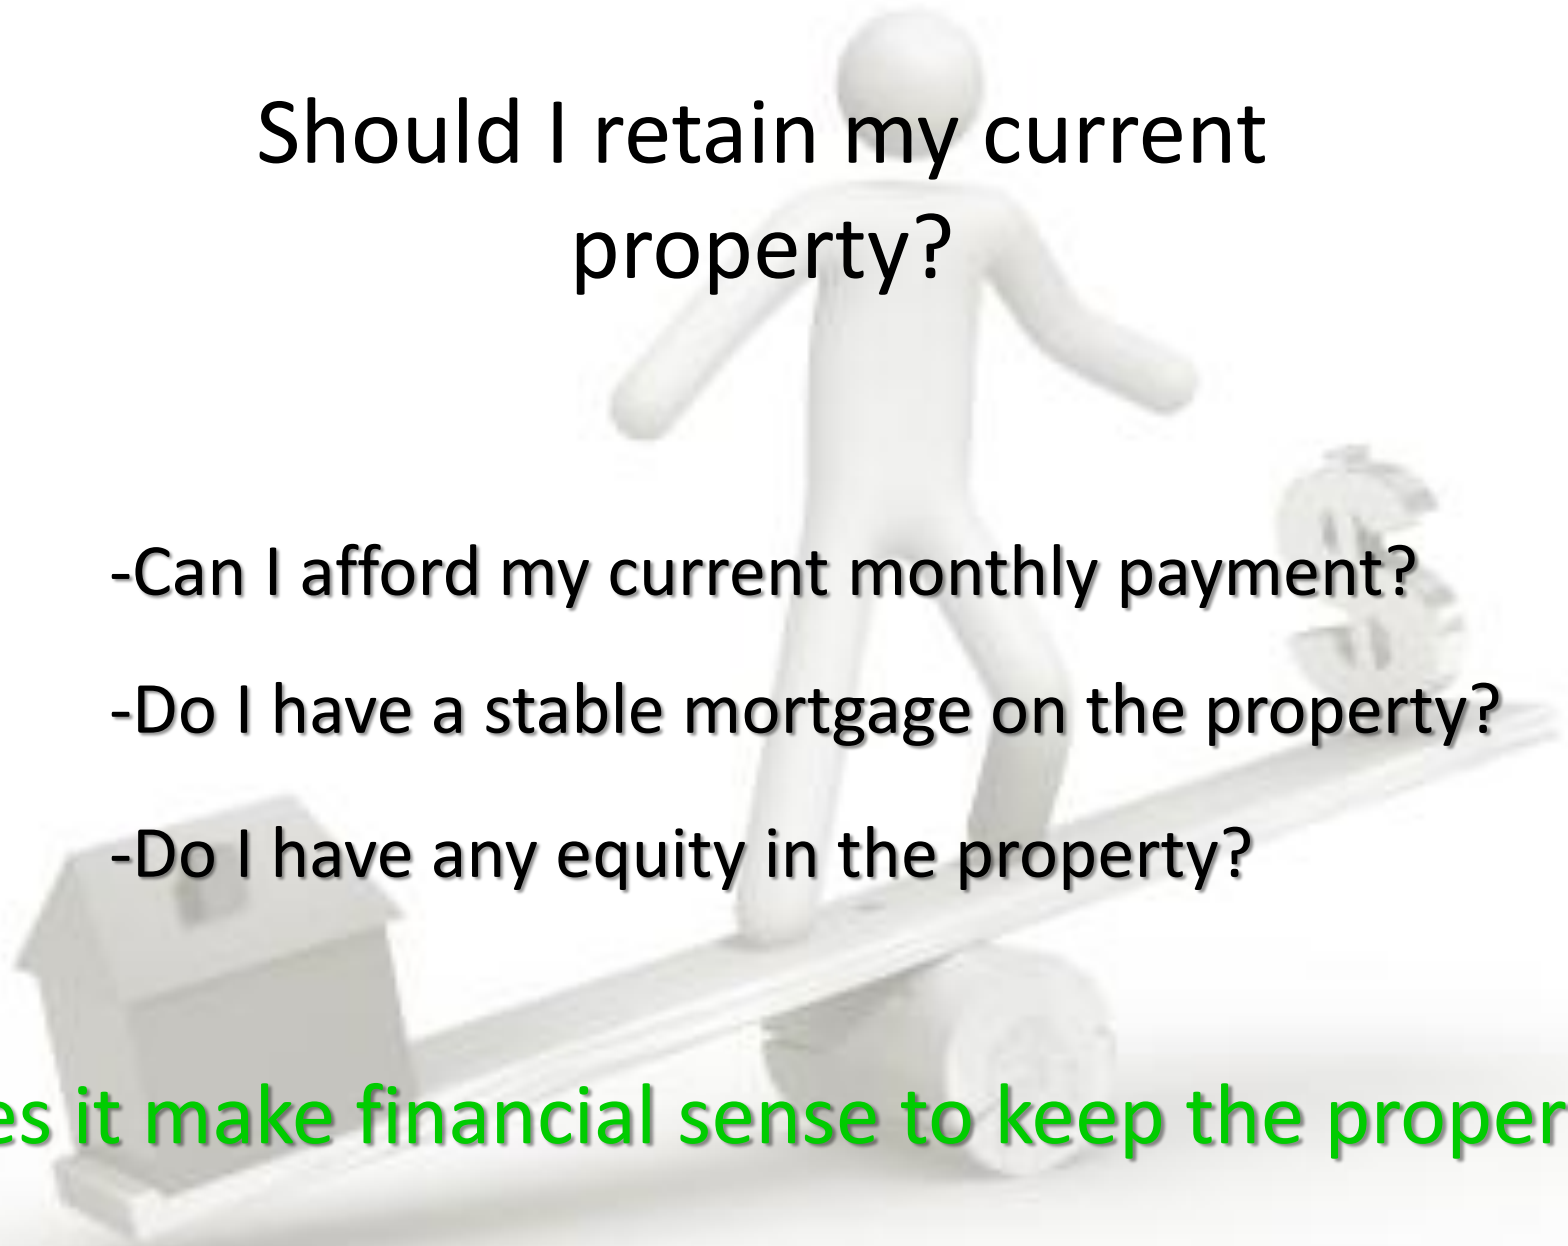 Should I retain my current
property?
-Can I afford my current monthly payment?
-Do I have a stable mortgage on the property?
-Do I have any equity in the property?
es it make financial sense to keep the proper